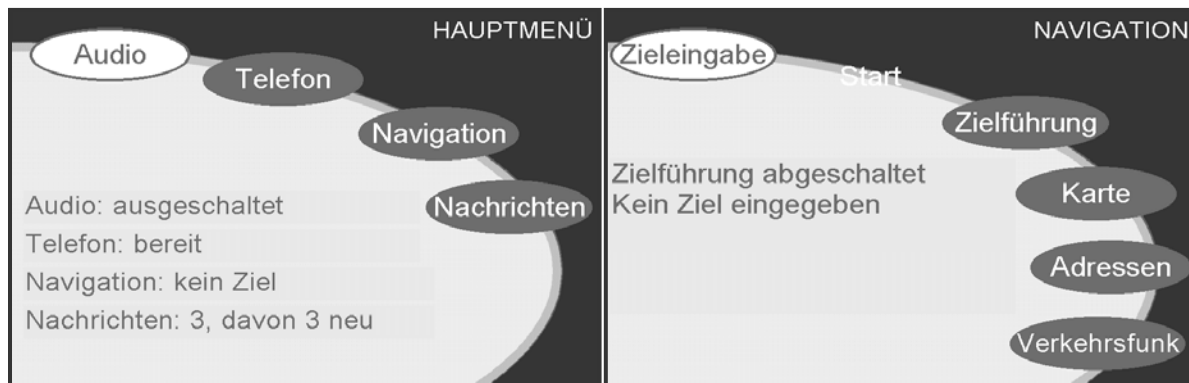 HAUPTMENÜ
Audio
Telefon
Navigation
Nachrichten
Audio: ausgeschaltet
Telefon: bereit
Navigation: kein Ziel
Nachrichten: 3, davon 3 neu
NAVIGATION
Zieleingabe
Start
Zielführung
Zielführung abgeschaltet
Kein Ziel eingegeben
Karte
Adressen
Verkehrsfunk